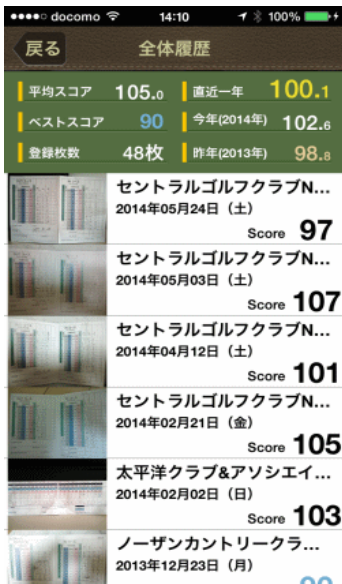 docomo 14:10 100%
戻る 全体履歴
平均スコア 105.0 直近一年 100.1
ベストスコア 90 今年(2014年) 102.6
登録枚数 48枚 昨年(2013年) 98.8
セントラルゴルフクラブN...
2014年05月24日（土）
Score 97
セントラルゴルフクラブN...
2014年05月03日（土）
Score 107
セントラルゴルフクラブN...
2014年04月12日（土）
Score 101
セントラルゴルフクラブN...
2014年02月21日（金）
Score 105
太平洋クラブ&アソシエイ...
2014年02月02日（日）
Score 103
ノーザンカントリークラ...
2013年12月23日（月）